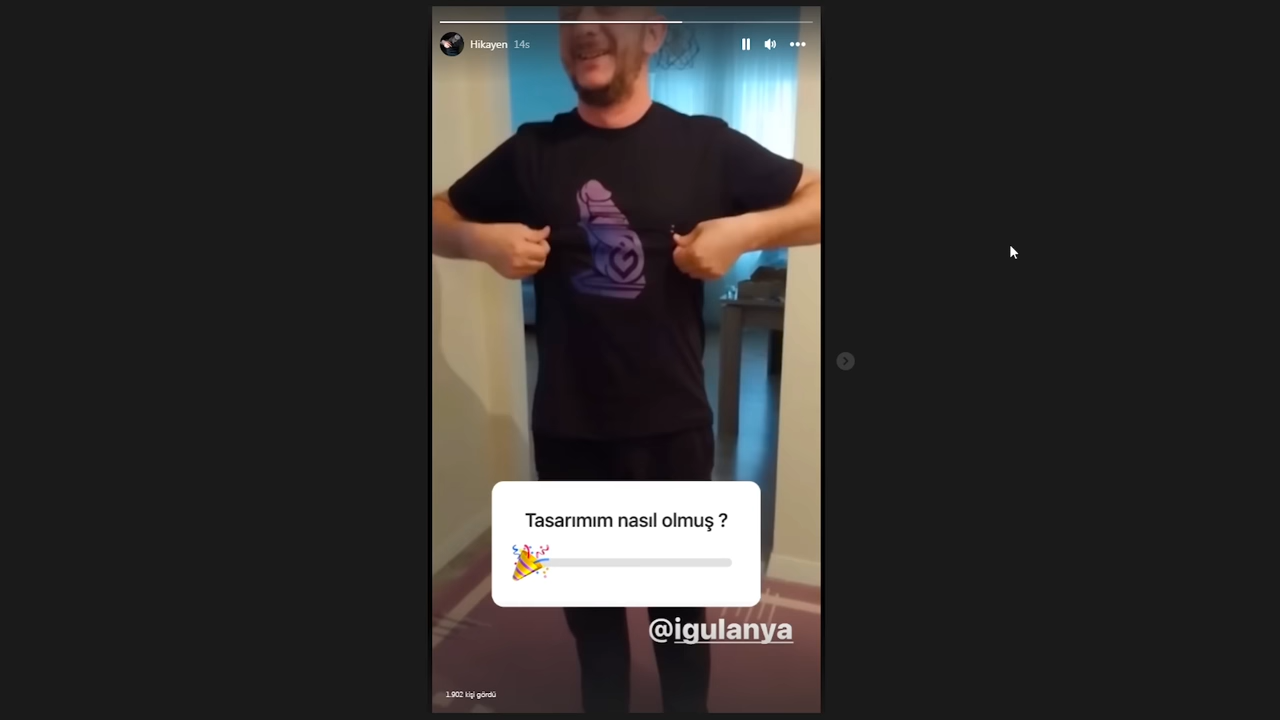 Hikayen 14s
Tasarımım nasıl olmuş ?
@igulanya
1.902 kişi gördü